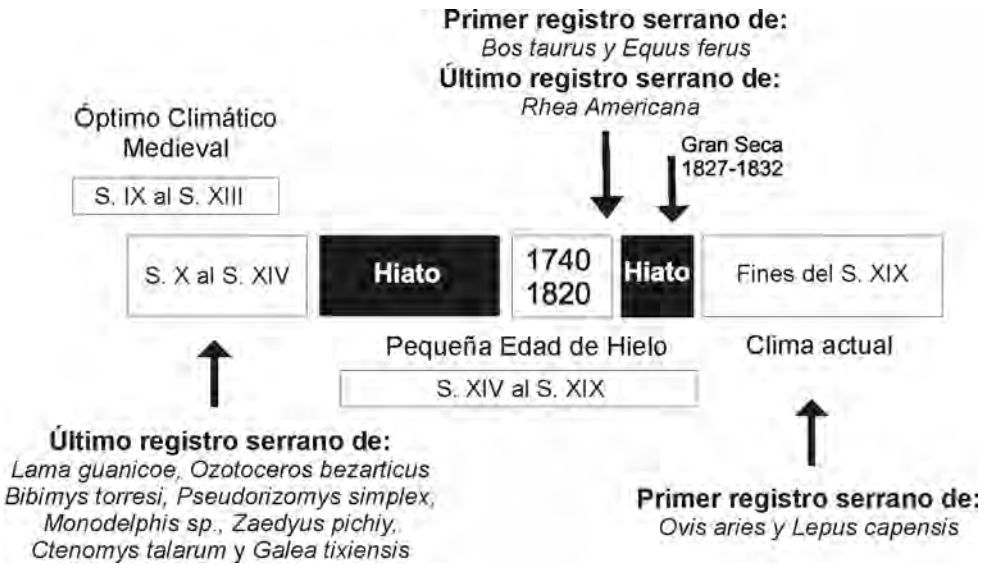 Primer registro serrano de:
Bos taurus y Equus ferus
Último registro serrano de:
Rhea Americana
Óptimo Climático
Medieval
Gran Seca
1827-1832
S. IX al S. XIII
S. X al S. XIV
Hiato
1740
1820
Hiato
Fines del S. XIX
Pequeña Edad de Hielo
Clima actual
S. XIV al S. XIX
Último registro serrano de:
Lama guanicoe, Ozotoceros bezarticus
Bibimys torresi, Pseudorizomys simplex,
Monodelphis sp., Zaedyus pichiy,
Ctenomys talarum y Galea tixiensis
Primer registro serrano de:
Ovis aries y Lepus capensis